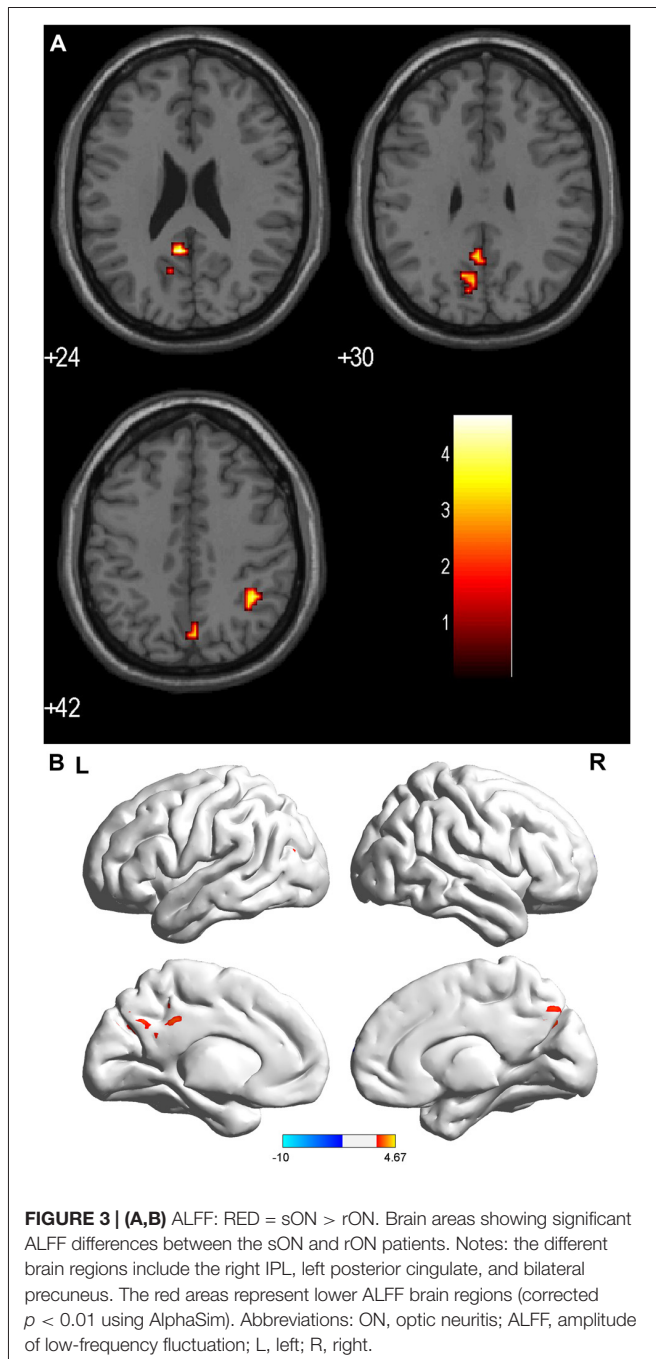 A
+24
+30
4
3
2
1
+42
B L
R
-10
4.67
FIGURE 3 | (A,B) ALFF: RED = sON > rON. Brain areas showing significant
ALFF differences between the sON and rON patients. Notes: the different
brain regions include the right IPL, left posterior cingulate, and bilateral
precuneus. The red areas represent lower ALFF brain regions (corrected
p < 0.01 using AlphaSim). Abbreviations: ON, optic neuritis; ALFF, amplitude
of low-frequency fluctuation; L, left; R, right.